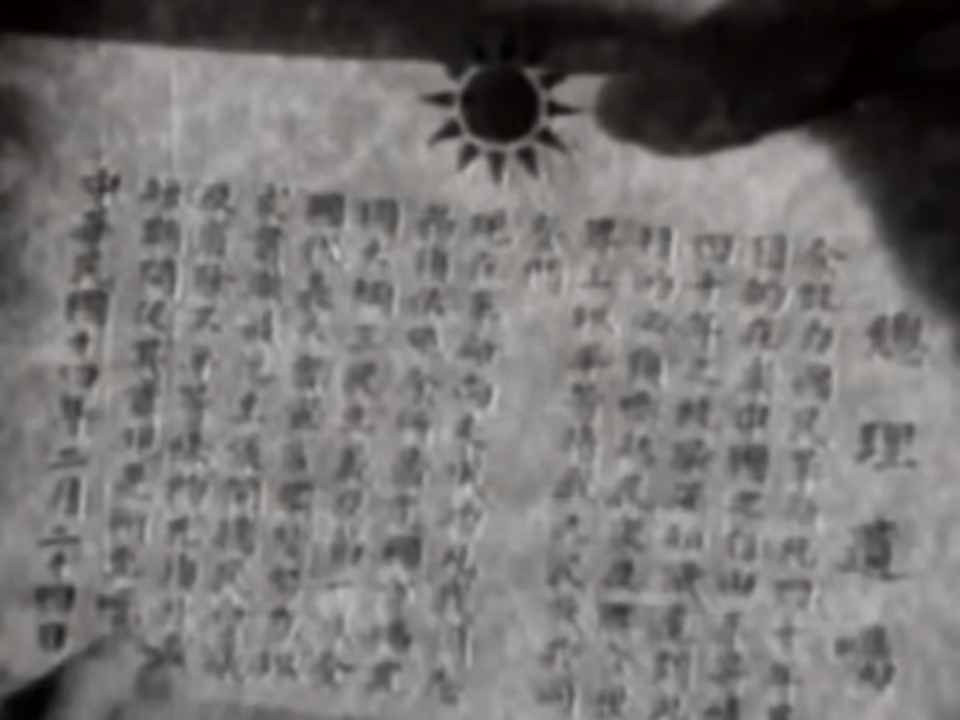 總理遺囑
余致力國民革命凡四十年其
目的在求中國之自由平等積
四十年之經驗深知欲達到此
目的必須喚起民眾及聯合世
界上以平等待我之民族共同
奮鬥
現在革命尚未成功凡我同志
務須依照余所著建國方略建
國大綱三民主義及第一次全
國代表大會宣言繼續努力以
求貫徹最近主張開國民會議
及廢除不平等條約尤須於最
短期間促其實現是所至囑
中華民國十四年二月二十四日